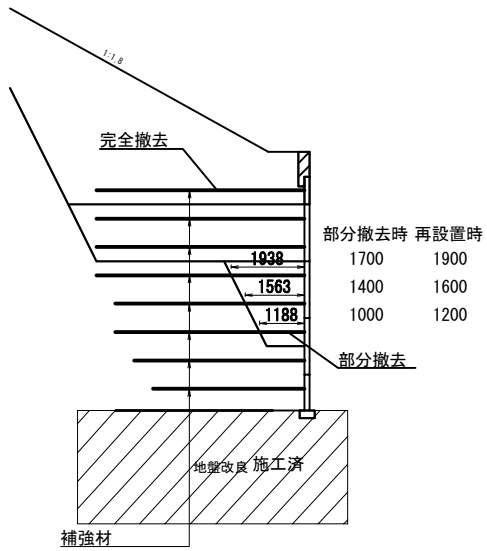 1:1.8
完全撤去
部分撤去時 再設置時
1938 1700 1900
1563 1400 1600
1188 1000 1200
部分撤去
地盤改良 施工済
補強材